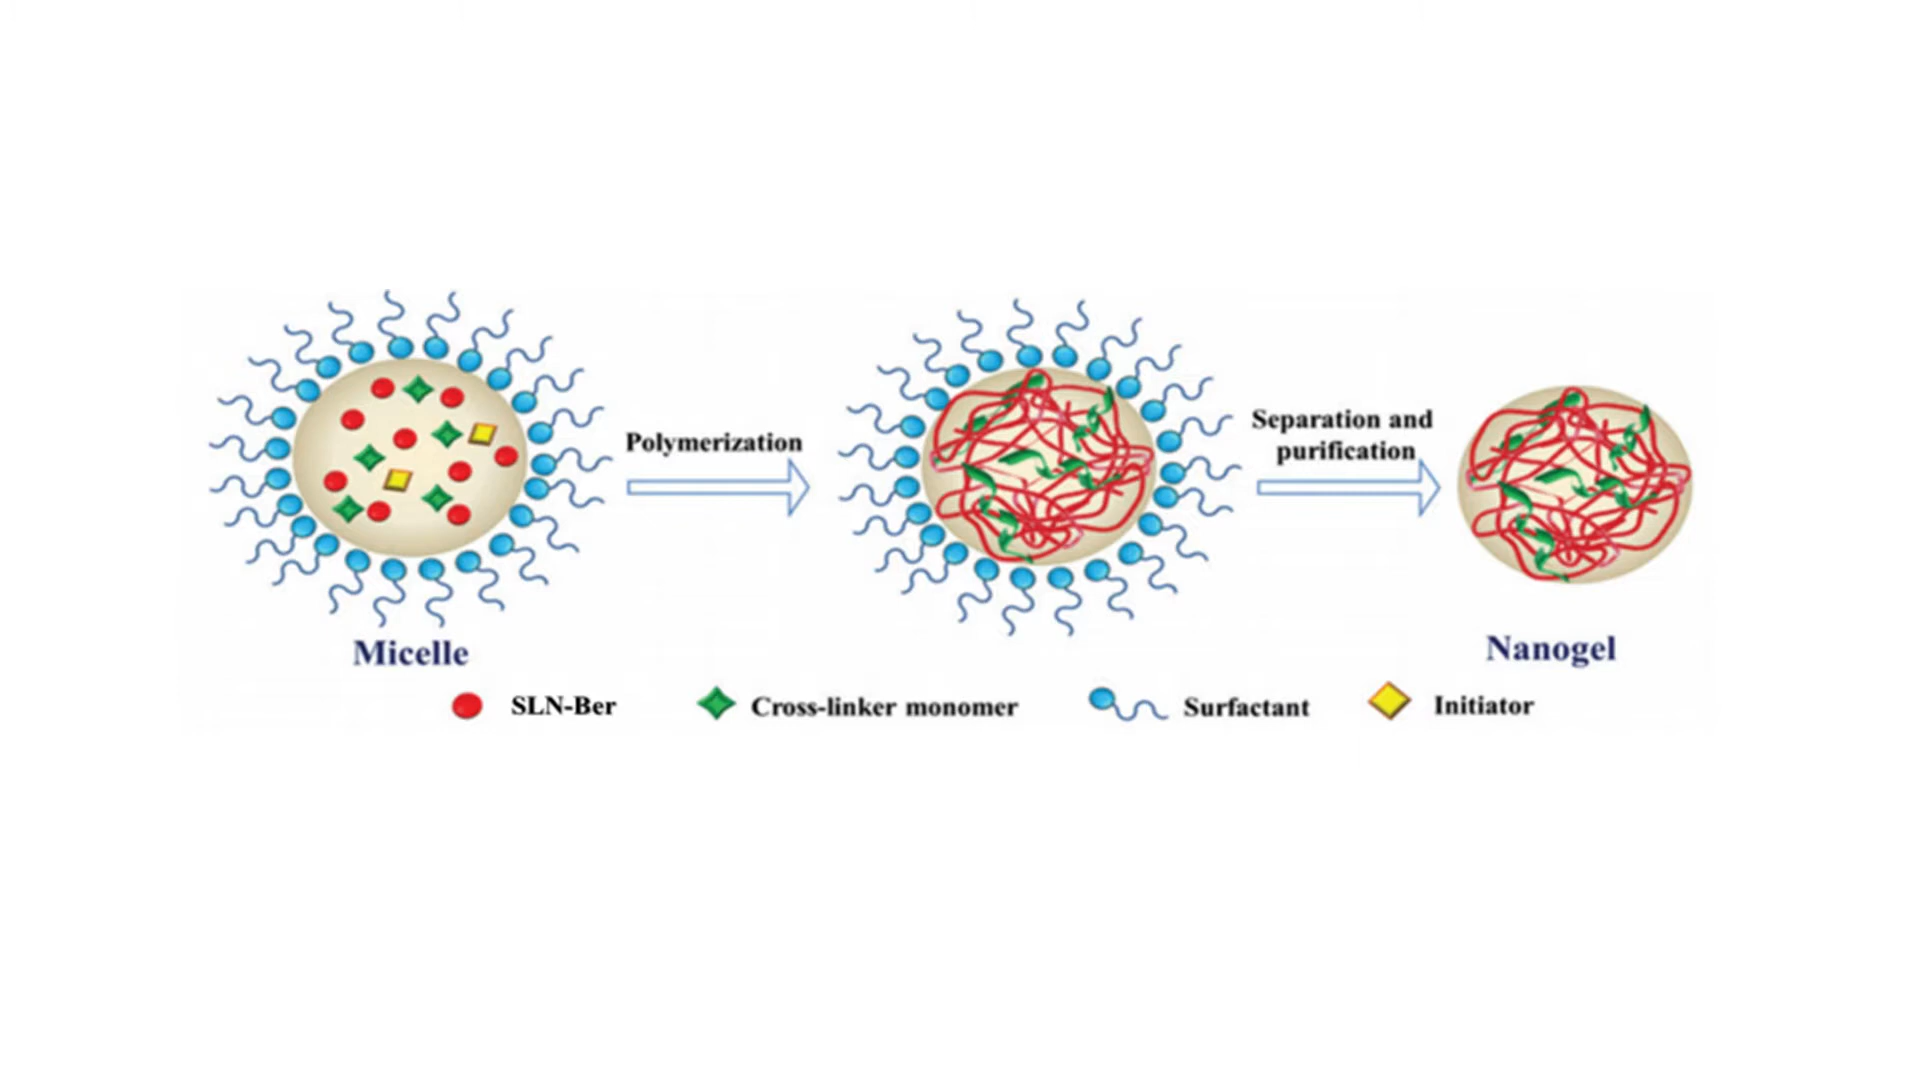 Polymerization
Separation and
purification
Micelle
Nanogel
SLN-Ber
Cross-linker monomer
Surfactant
Initiator